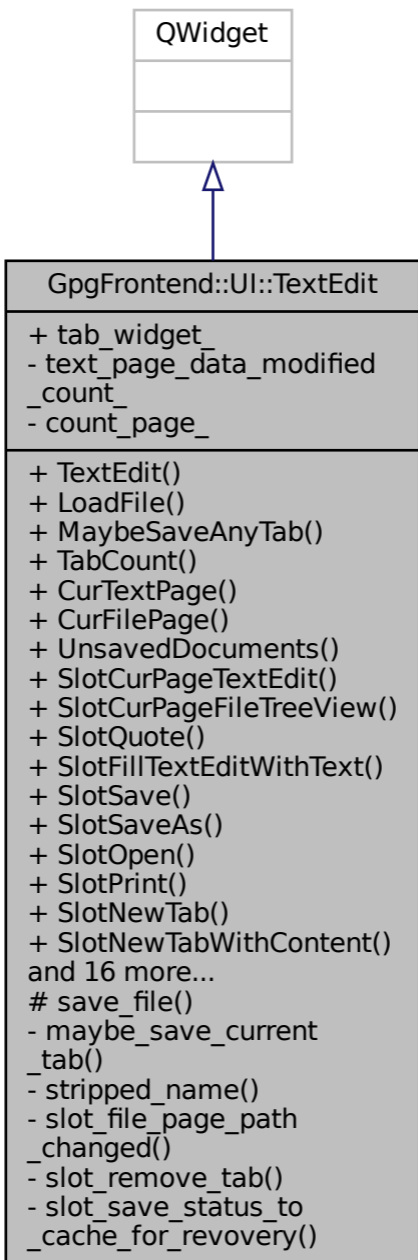 QWidget
GpgFrontend::UI::TextEdit
+ tab_widget_
- text_page_data_modified
_count_
- count_page_
+ TextEdit()
+ LoadFile()
+ MaybeSaveAnyTab()
+ TabCount()
+ CurTextPage()
+ CurFilePage()
+ UnsavedDocuments()
+ SlotCurPageTextEdit()
+ SlotCurPageFileTreeView()
+ SlotQuote()
+ SlotFillTextEditWithText()
+ SlotSave()
+ SlotSaveAs()
+ SlotOpen()
+ SlotPrint()
+ SlotNewTab()
+ SlotNewTabWithContent()
and 16 more...
# save_file()
- maybe_save_current
_tab()
- stripped_name()
- slot_file_page_path
_changed()
- slot_remove_tab()
- slot_save_status_to
_cache_for_revovery()